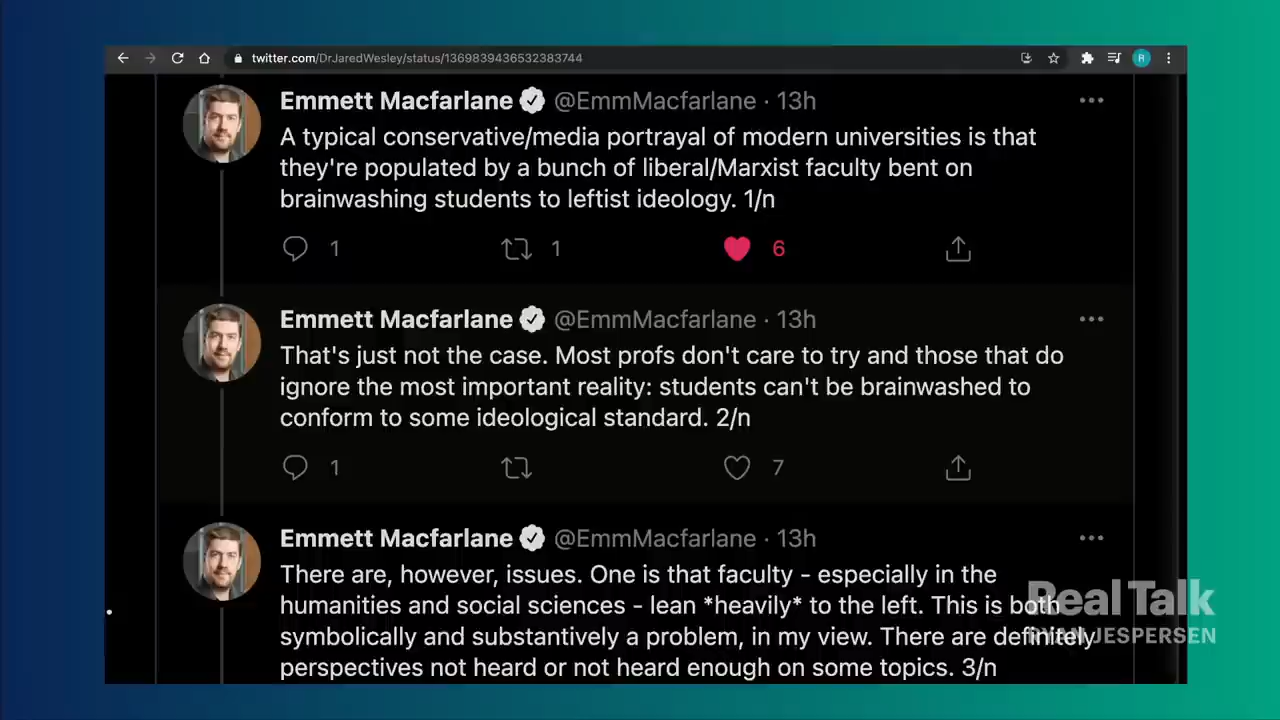 twitter.com/DrJaredWesley/status/1369839436532383744
R
Emmett Macfarlane @EmmMacfarlane · 13h
A typical conservative/media portrayal of modern universities is that
they're populated by a bunch of liberal/Marxist faculty bent on
brainwashing students to leftist ideology. 1/n
1 1 6
Emmett Macfarlane @EmmMacfarlane · 13h
That's just not the case. Most profs don't care to try and those that do
ignore the most important reality: students can't be brainwashed to
conform to some ideological standard. 2/n
1 7
Emmett Macfarlane @EmmMacfarlane · 13h
There are, however, issues. One is that faculty - especially in the
humanities and social sciences - lean *heavily* to the left. This is both
symbolically and substantively a problem, in my view. There are definitely
perspectives not heard or not heard enough on some topics. 3/n
Real Talk
RYAN JESPERSEN